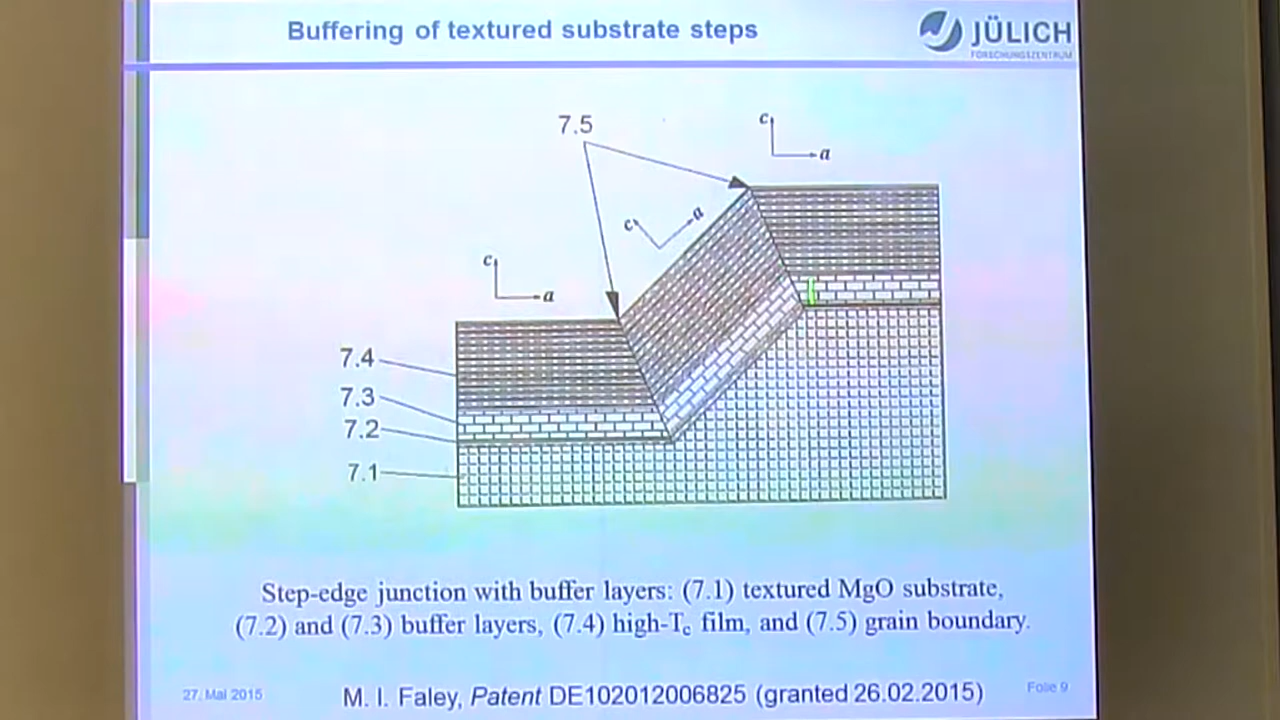 Buffering of textured substrate steps
JÜLICH
FORSCHUNGSZENTRUM
7.5
c
a
c
a
c
a
7.4
7.3
7.2
7.1
Step-edge junction with buffer layers: (7.1) textured MgO substrate,
(7.2) and (7.3) buffer layers, (7.4) high-Tc film, and (7.5) grain boundary.
27. Mai 2015
M. I. Faley, Patent DE102012006825 (granted 26.02.2015)
Folie 9